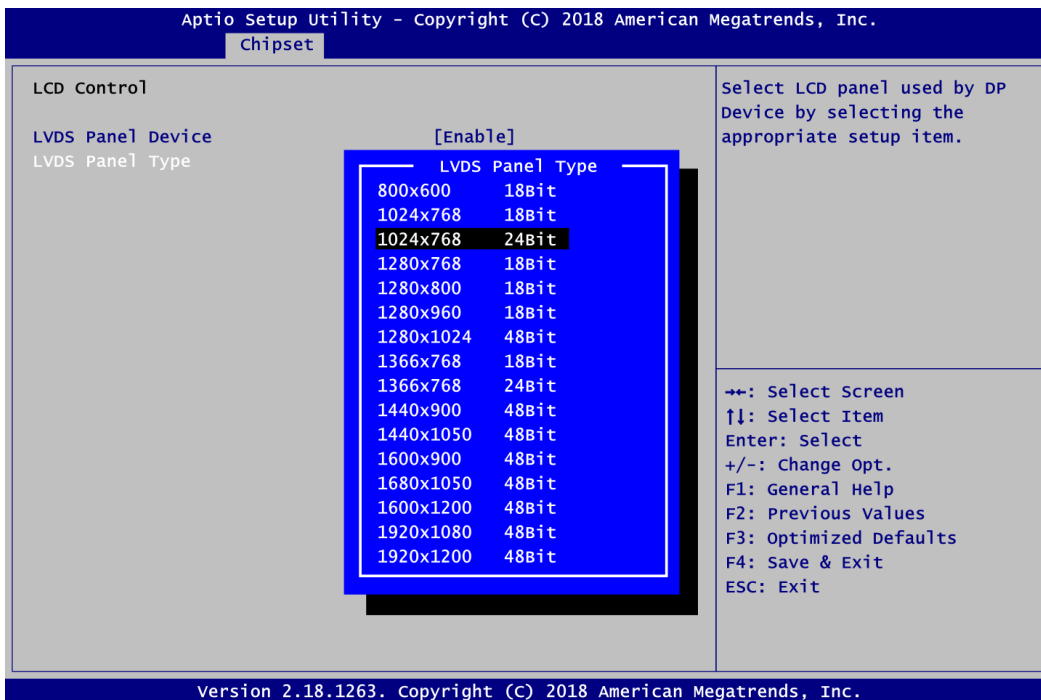 Aptio Setup Utility - Copyright (C) 2018 American Megatrends, Inc.
Chipset
LCD Control
LVDS Panel Device [Enable]
LVDS Panel Type
LVDS Panel Type
800x600 18Bit
1024x768 18Bit
1024x768 24Bit
1280x768 18Bit
1280x800 18Bit
1280x960 18Bit
1280x1024 48Bit
1366x768 18Bit
1366x768 24Bit
1440x900 48Bit
1440x1050 48Bit
1600x900 48Bit
1680x1050 48Bit
1600x1200 48Bit
1920x1080 48Bit
1920x1200 48Bit
Select LCD panel used by DP
Device by selecting the
appropriate setup item.
→←: Select Screen
↑↓: Select Item
Enter: Select
+/-: Change Opt.
F1: General Help
F2: Previous Values
F3: Optimized Defaults
F4: Save & Exit
ESC: Exit
Version 2.18.1263. Copyright (C) 2018 American Megatrends, Inc.